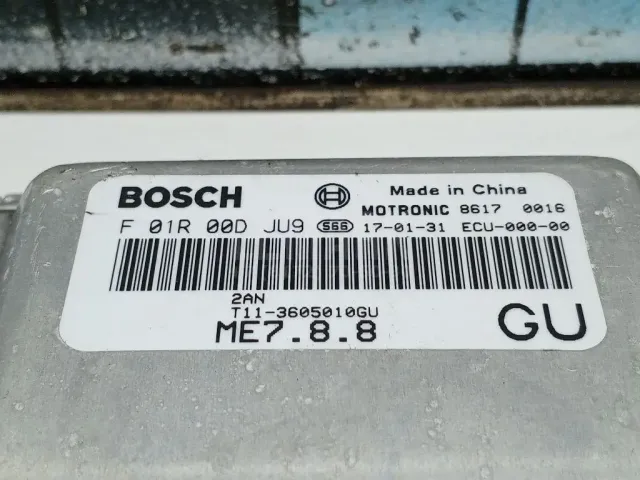 BOSCH Made in China
MOTRONIC 8617 0016
F 01R 00D JU9 SGG 17-01-31 ECU-000-00
2AN
T11-3605010GU
ME7.8.8 GU